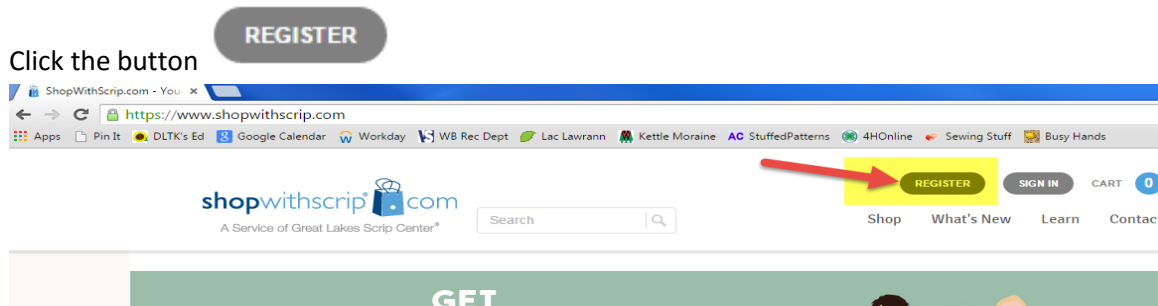 Click the button REGISTER
ShopWithScrip.com - You
https://www.shopwithscrip.com
Apps Pin It DLTK's Ed Google Calendar Workday WB Rec Dept Lac Lawrann Kettle Moraine StuffedPatterns 4HOnline Sewing Stuff Busy Hands
REGISTER SIGN IN CART 0
shopwithscrip.com
Search
Shop What's New Learn Contac
A Service of Great Lakes Scrip Center®
GET